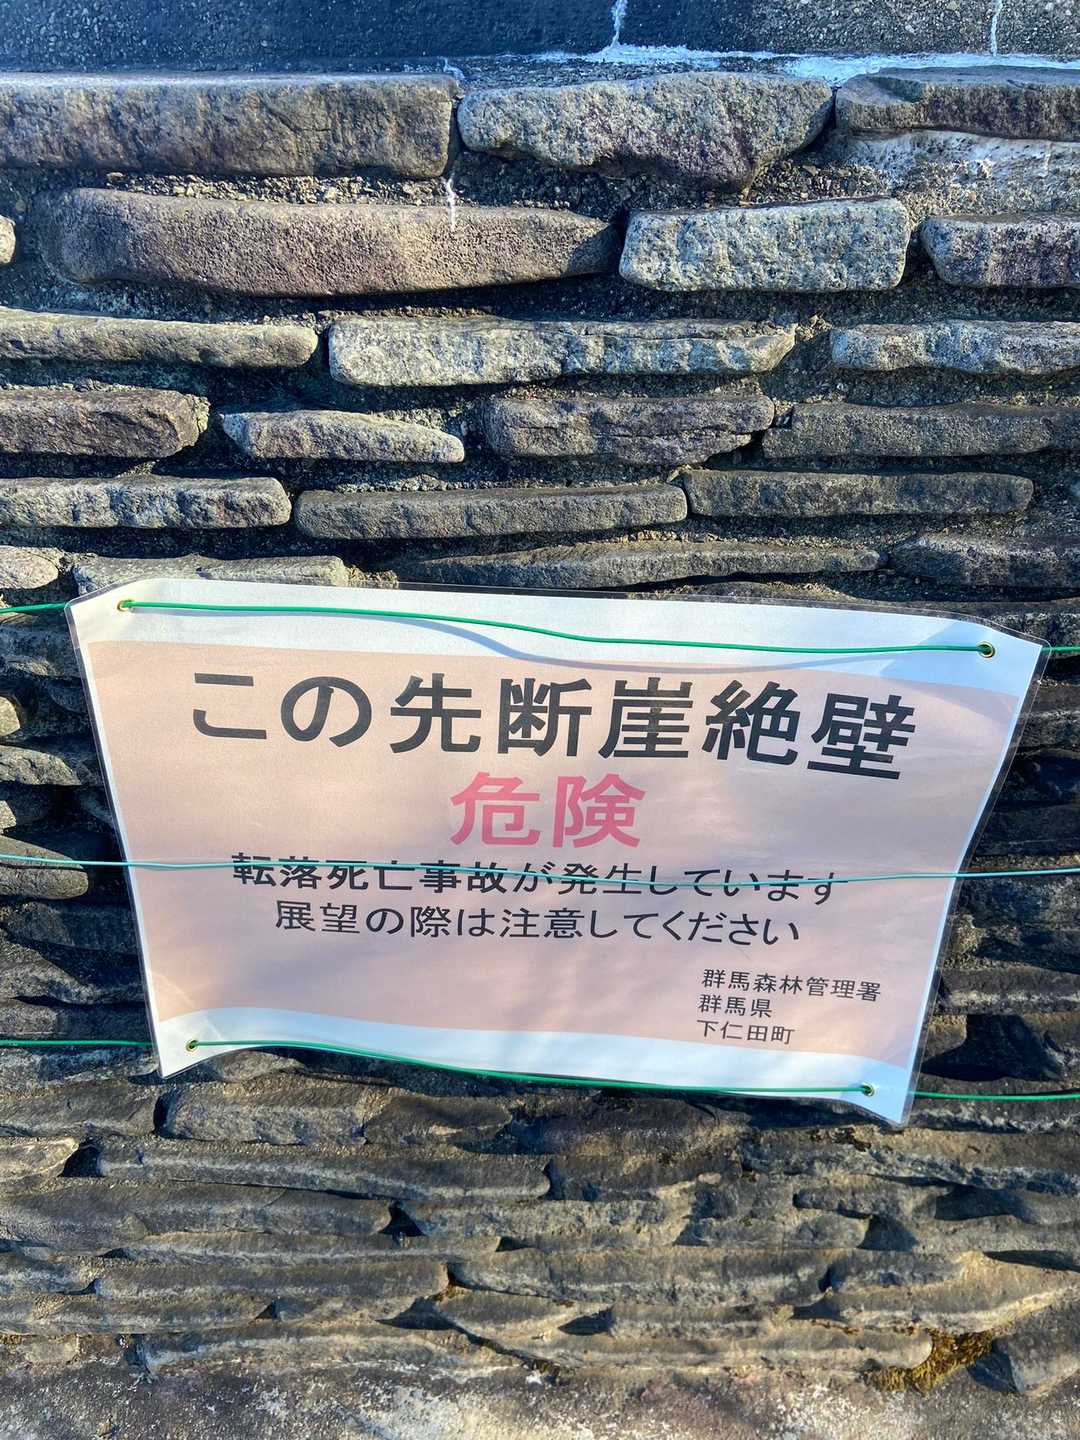 この先断崖絶壁
危険
転落死亡事故が発生しています
展望の際は注意してください
群馬森林管理署
群馬県
下仁田町